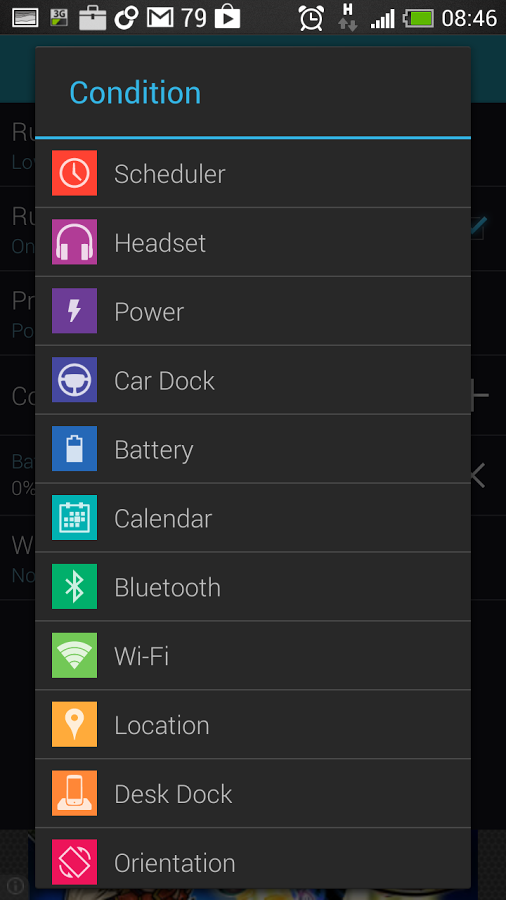 3G
79
H
08:46
Condition
Scheduler
Headset
Power
Car Dock
Battery
Calendar
Bluetooth
Wi-Fi
Location
Desk Dock
Orientation
0%